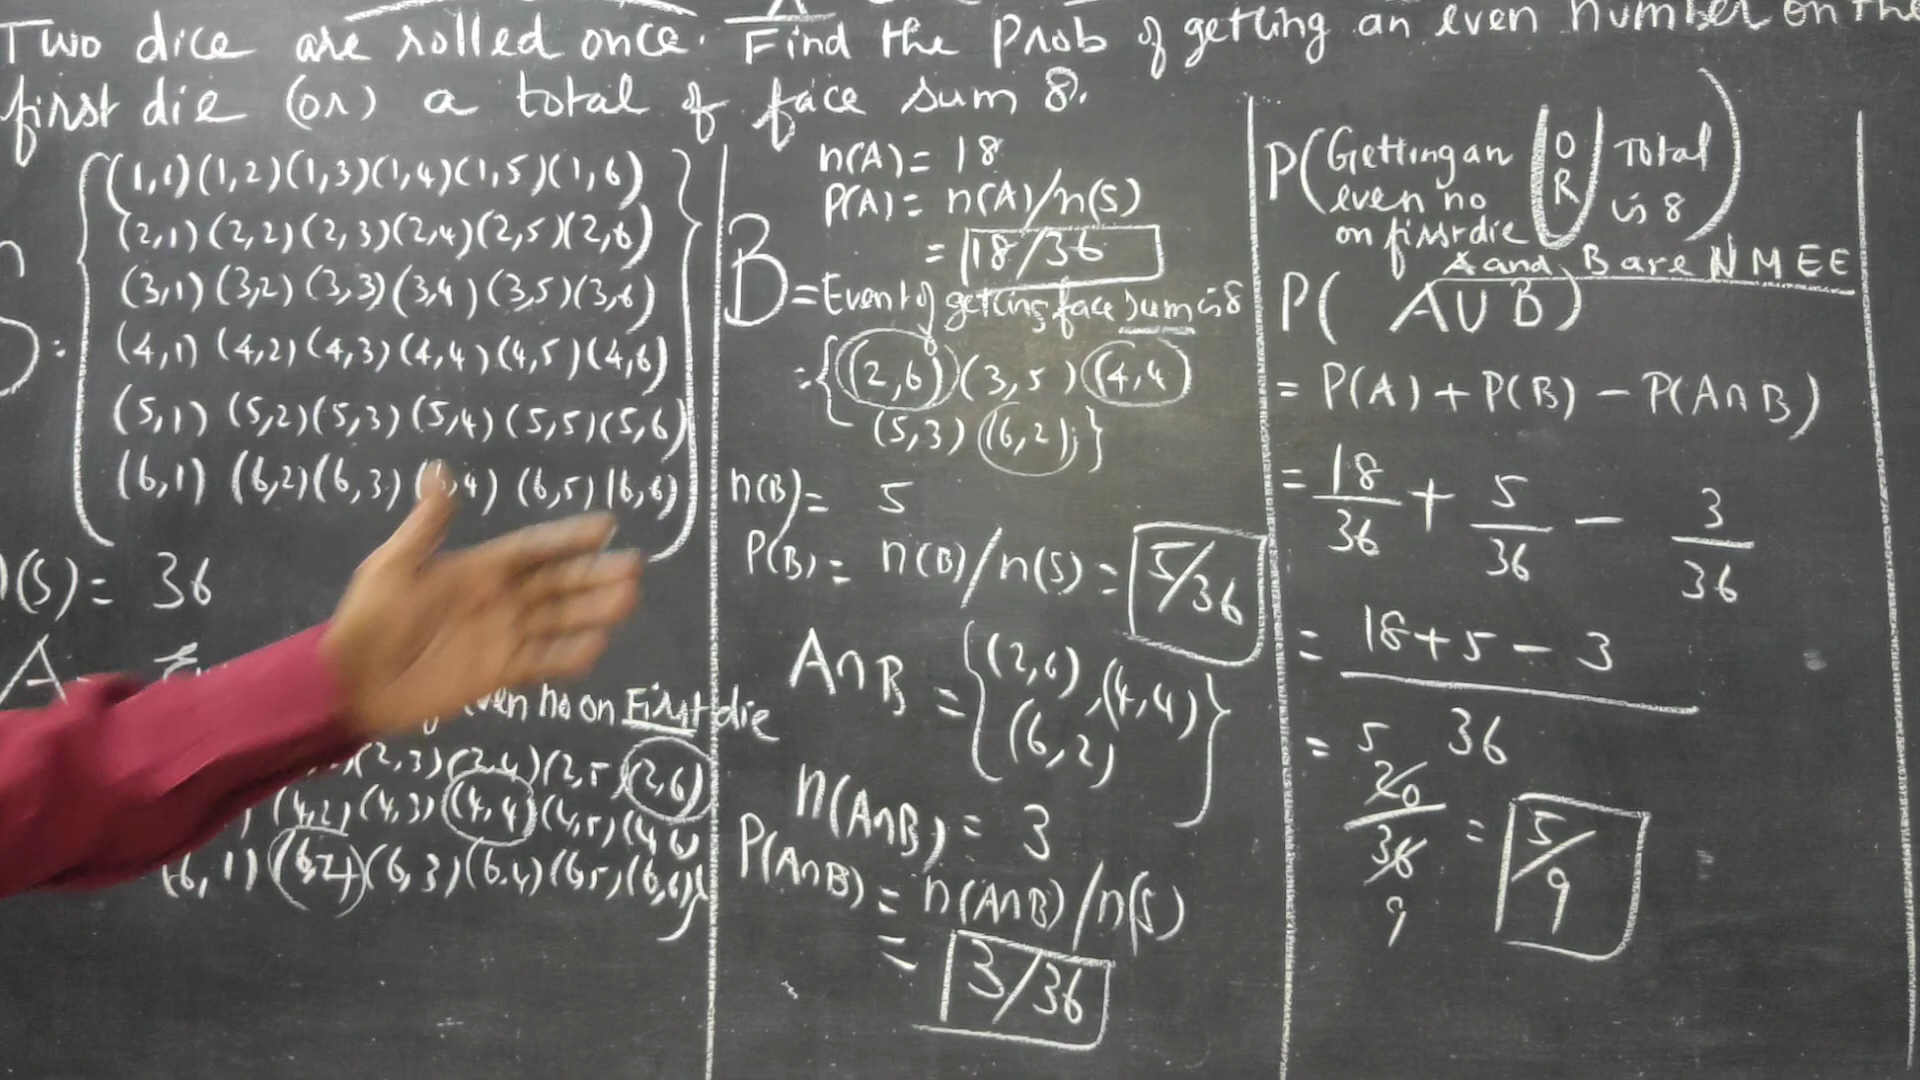 Two dice are rolled once. Find the Prob of getting an even number on the
first die (or) a total of face sum 8.
S = { (1,1) (1,2) (1,3) (1,4) (1,5) (1,6)
(2,1) (2,2) (2,3) (2,4) (2,5) (2,6)
(3,1) (3,2) (3,3) (3,4) (3,5) (3,6)
(4,1) (4,2) (4,3) (4,4) (4,5) (4,6)
(5,1) (5,2) (5,3) (5,4) (5,5) (5,6)
(6,1) (6,2) (6,3) (6,4) (6,5) (6,6) }
n(S) = 36
A
even no on First die
(2,3) (2,4) (2,5) (2,6)
(4,2) (4,3) (4,4) (4,5) (4,6)
(6,1) (6,2) (6,3) (6,4) (6,5) (6,6) }
n(A) = 18
P(A) = n(A)/n(S)
= 18/36
B = Event of getting face sum is 8
= { (2,6) (3,5) (4,4)
(5,3) (6,2) }
n(B) = 5
P(B) = n(B)/n(S) = 5/36
A∩B = { (2,6), (4,4)
(6,2) }
n(A∩B) = 3
P(A∩B) = n(A∩B)/n(S)
= 3/36
P(Getting an OR Total
even no is 8)
on first die
A and B are NMEE
P( A∪B )
= P(A) + P(B) - P(A∩B)
= 18/36 + 5/36 - 3/36
= 18+5-3
36
= 5
20/36 = 5/9
9